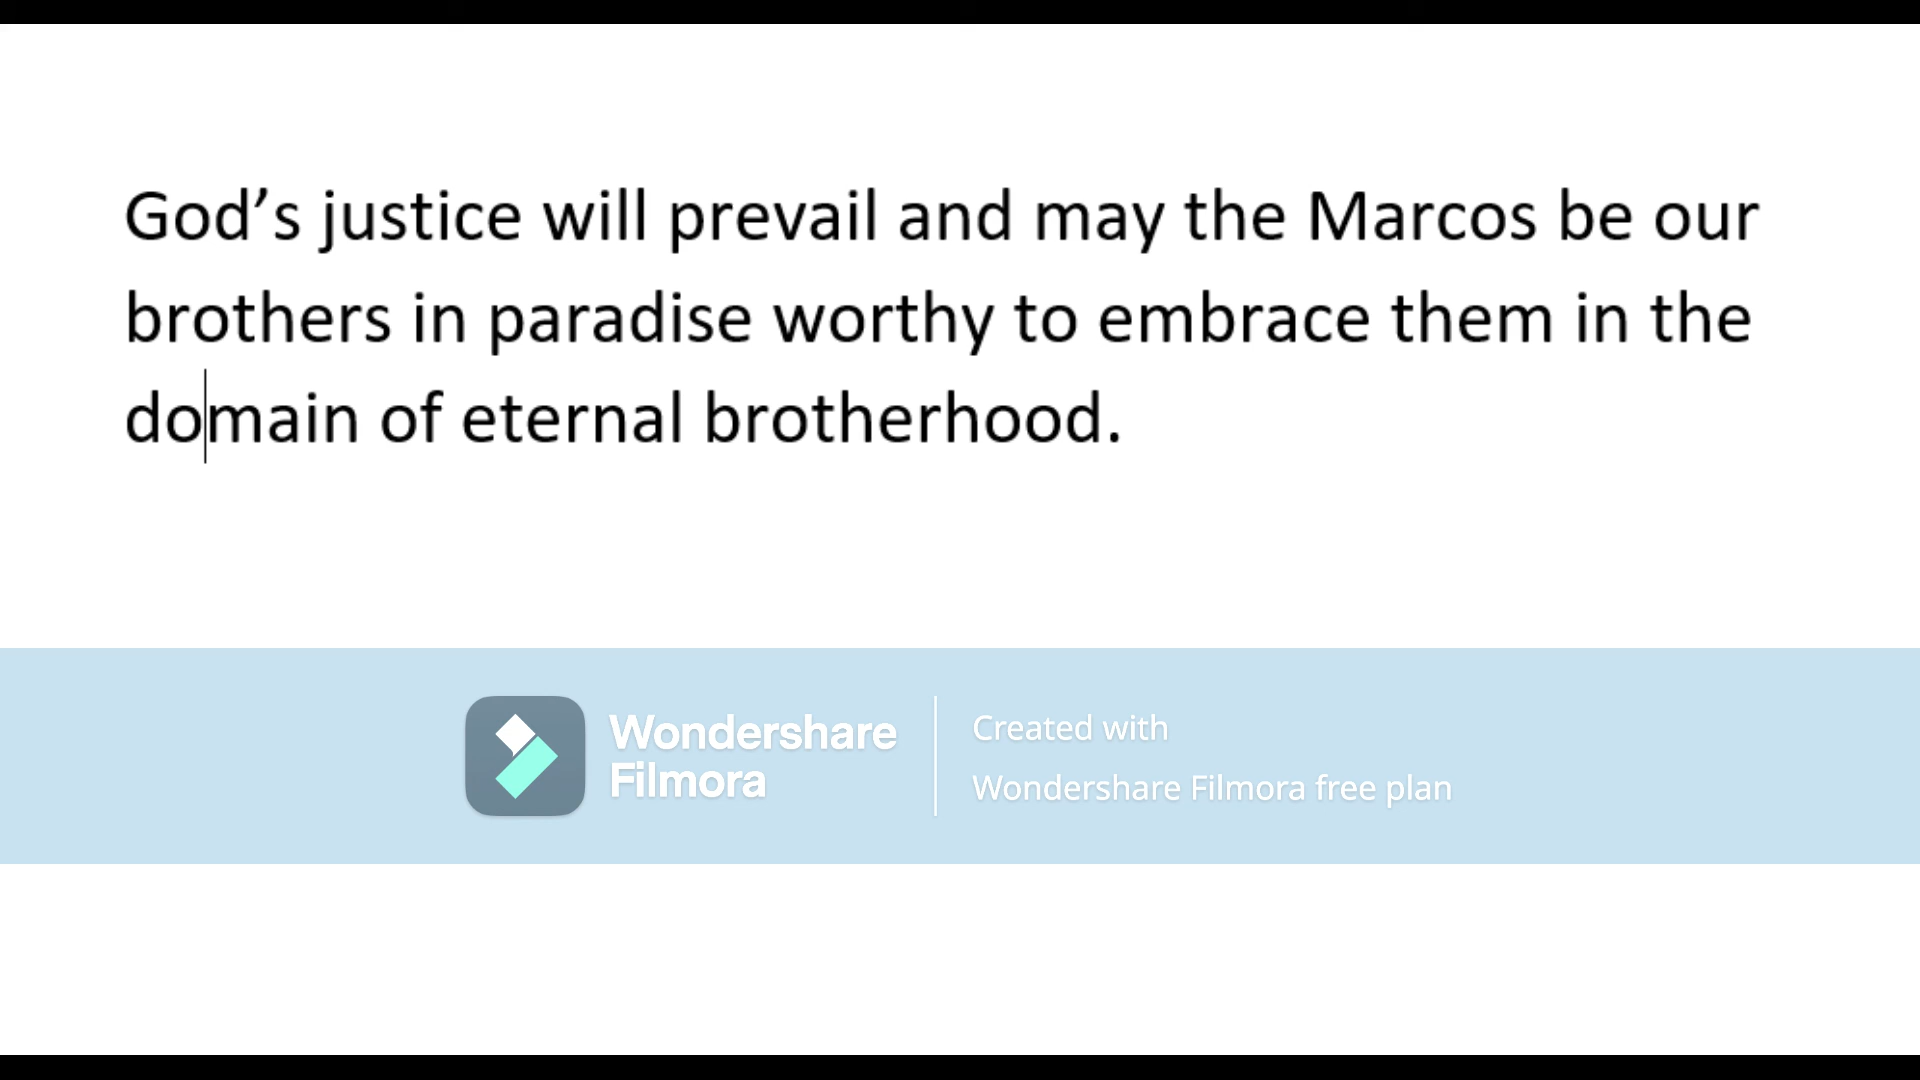 God’s justice will prevail and may the Marcos be our
brothers in paradise worthy to embrace them in the
domain of eternal brotherhood.
Wondershare
Filmora
Created with
Wondershare Filmora free plan